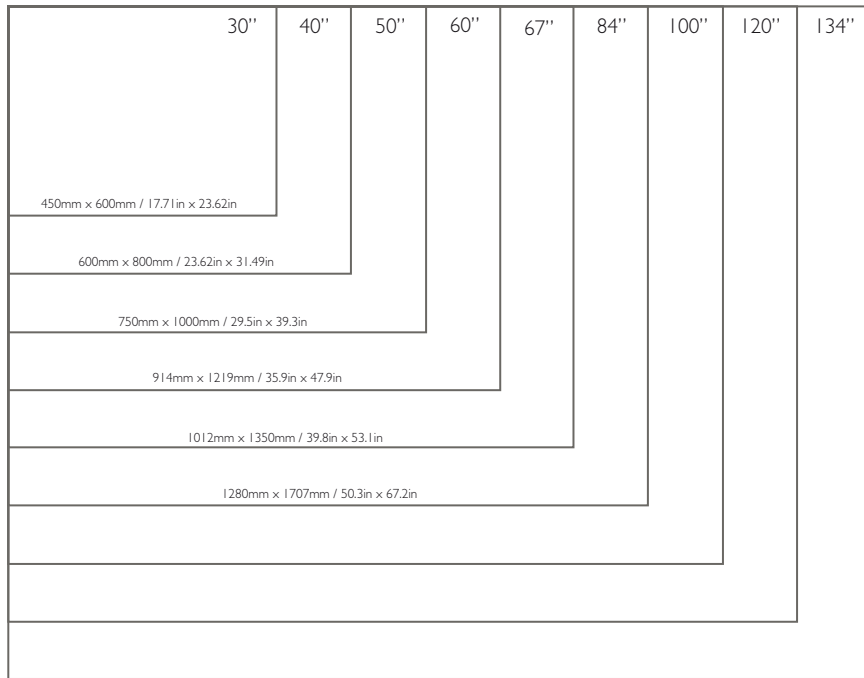 30’’ 40’’ 50’’ 60’’ 67’’ 84’’ 100’’ 120’’ 134’’
450mm x 600mm / 17.71in x 23.62in
600mm x 800mm / 23.62in x 31.49in
750mm x 1000mm / 29.5in x 39.3in
914mm x 1219mm / 35.9in x 47.9in
1012mm x 1350mm / 39.8in x 53.1in
1280mm x 1707mm / 50.3in x 67.2in